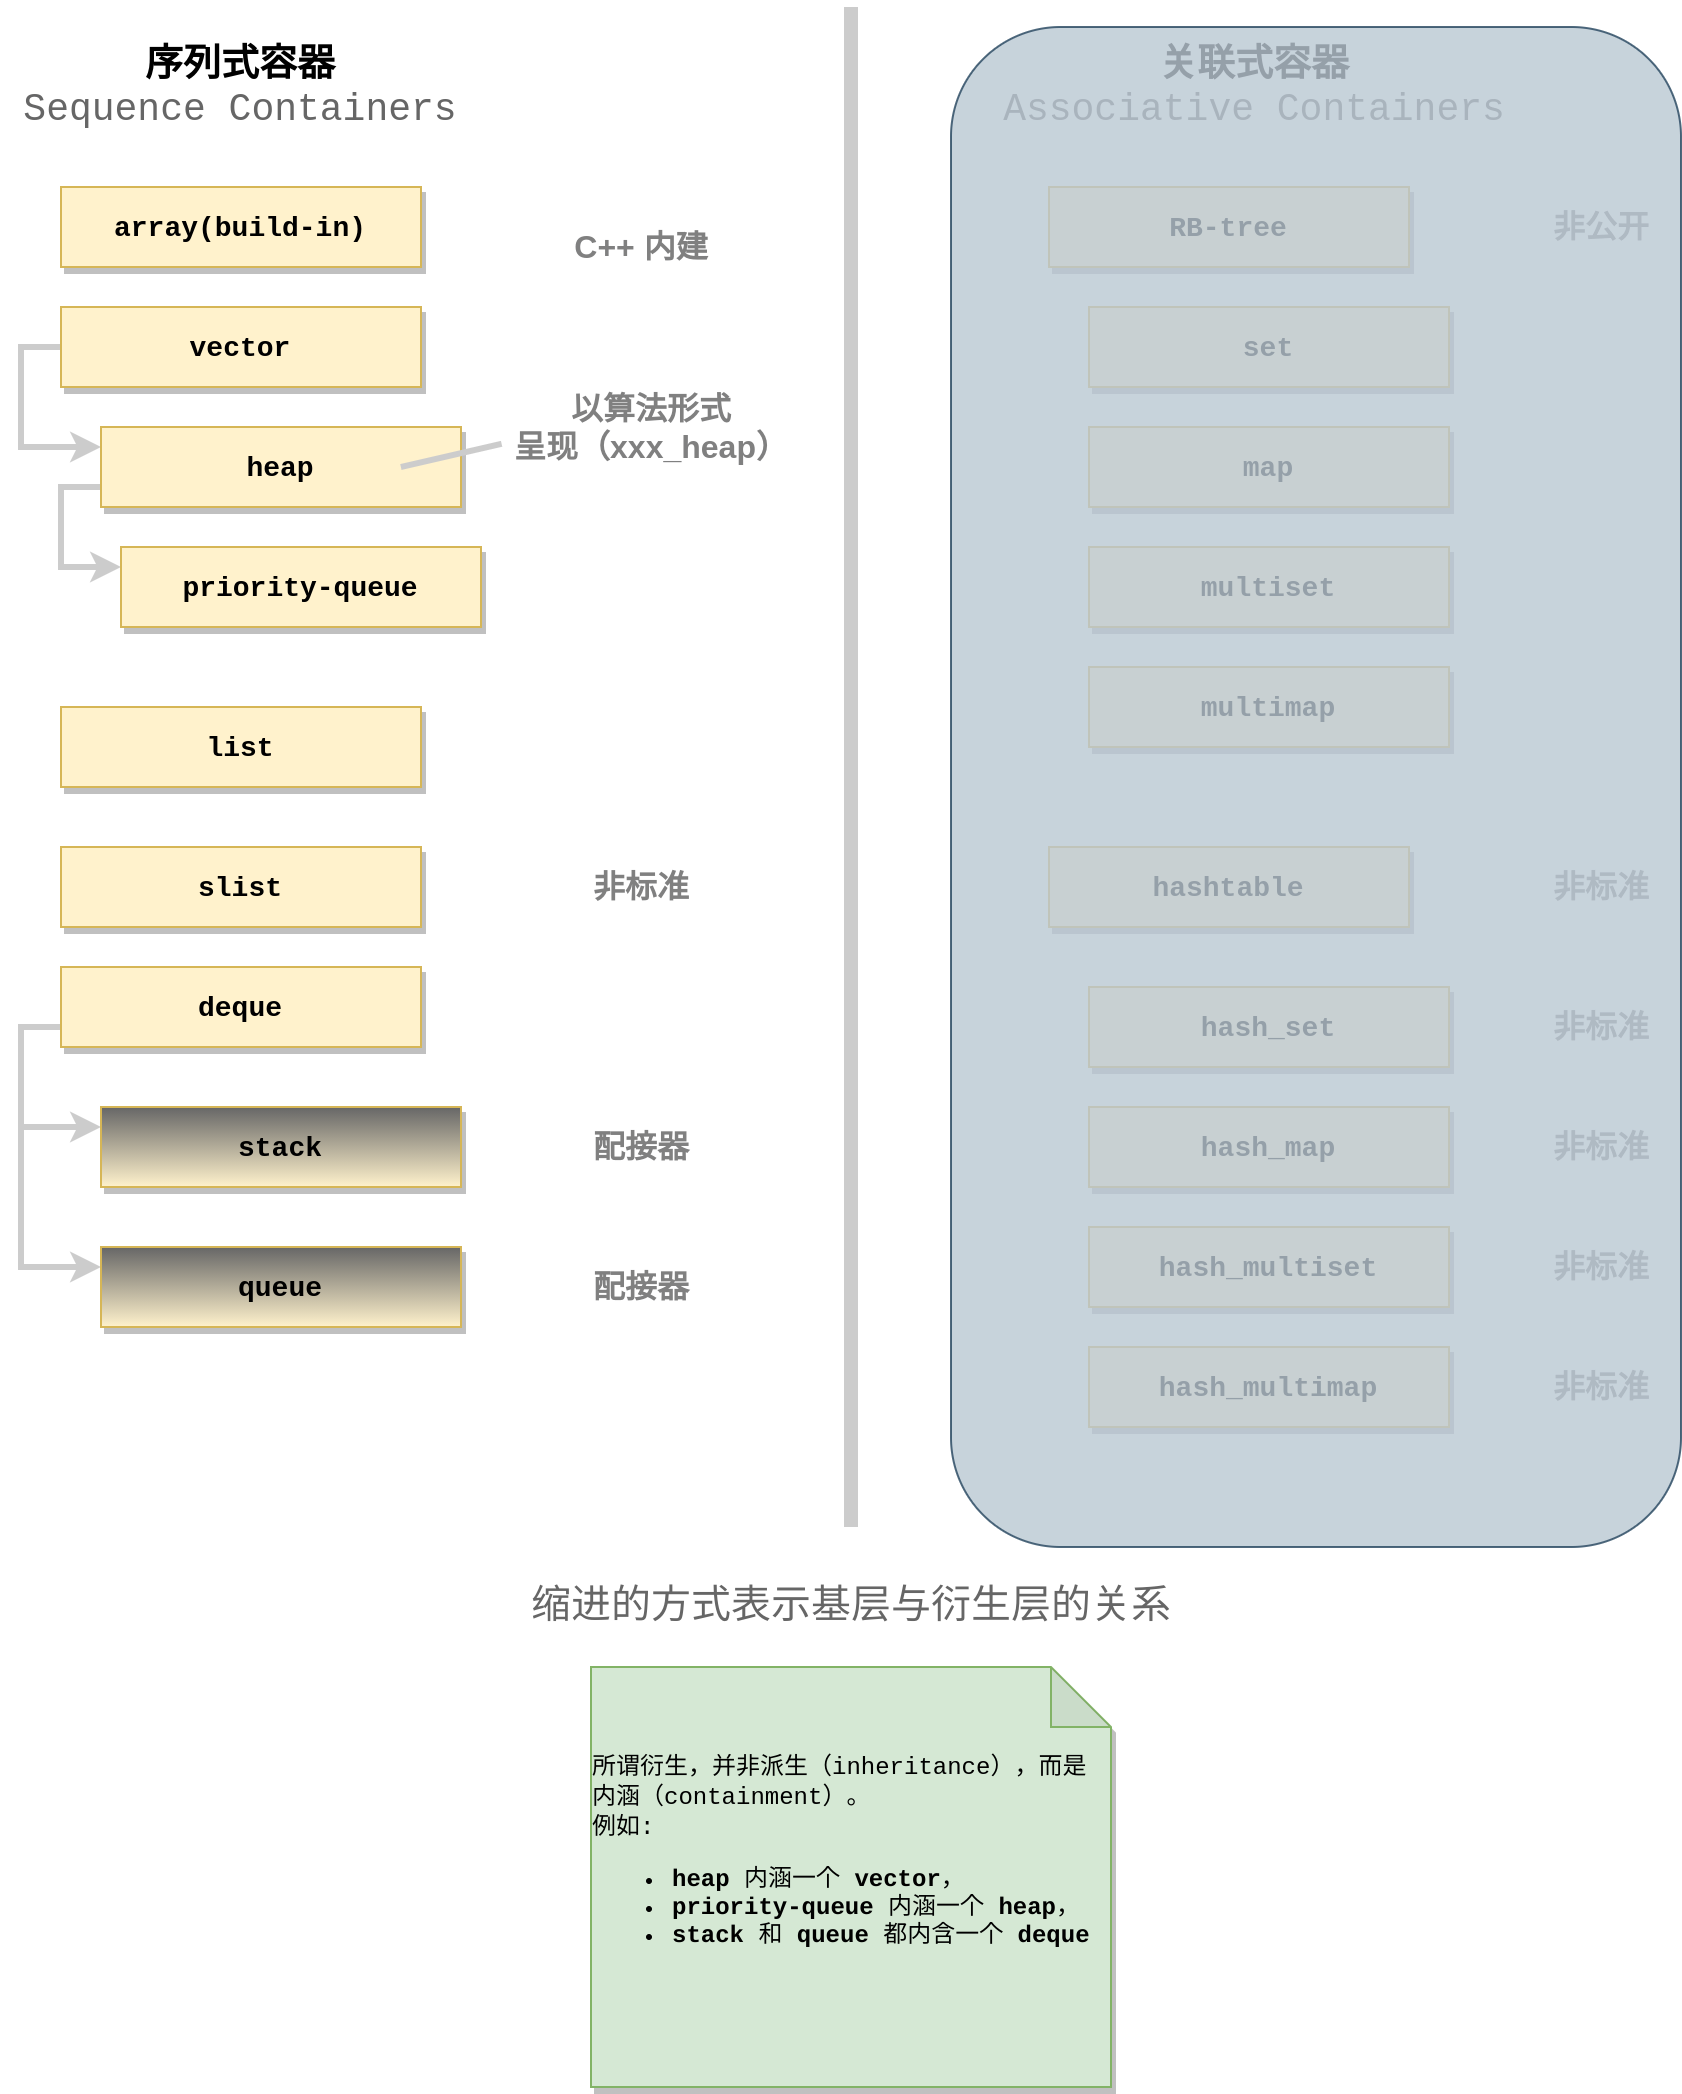 序列式容器
Sequence Containers
array(build-in)
C++ 内建
vector
以算法形式
呈现（xxx_heap）
heap
priority-queue
list
slist
非标准
deque
stack
配接器
queue
配接器
关联式容器
Associative Containers
RB-tree
非公开
set
map
multiset
multimap
hashtable
非标准
hash_set
非标准
hash_map
非标准
hash_multiset
非标准
hash_multimap
非标准
缩进的方式表示基层与衍生层的关系
所谓衍生，并非派生（inheritance），而是
内涵（containment）。
例如:
• heap 内涵一个 vector，
• priority-queue 内涵一个 heap，
• stack 和 queue 都内含一个 deque